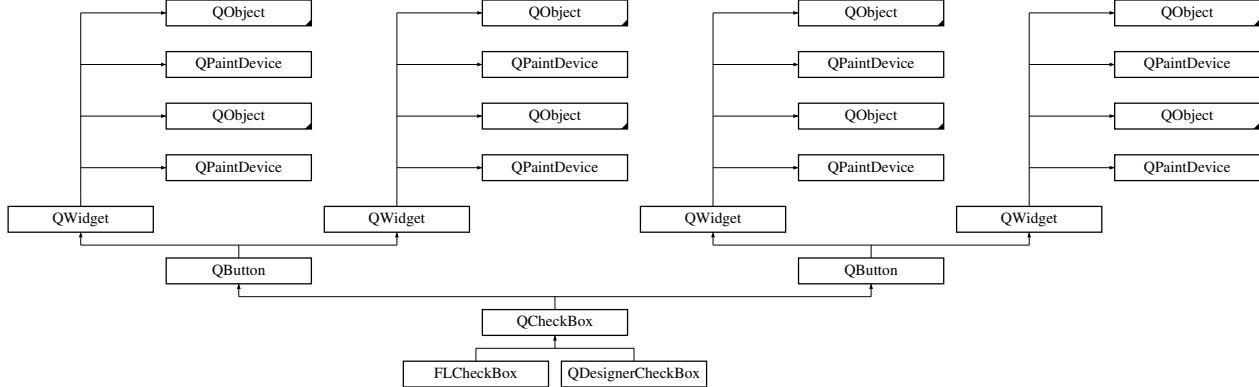 QObject QObject QObject QObject
QPaintDevice QPaintDevice QPaintDevice QPaintDevice
QObject QObject QObject QObject
QPaintDevice QPaintDevice QPaintDevice QPaintDevice
QWidget QWidget QWidget QWidget
QButton QButton
QCheckBox
FLCheckBox QDesignerCheckBox